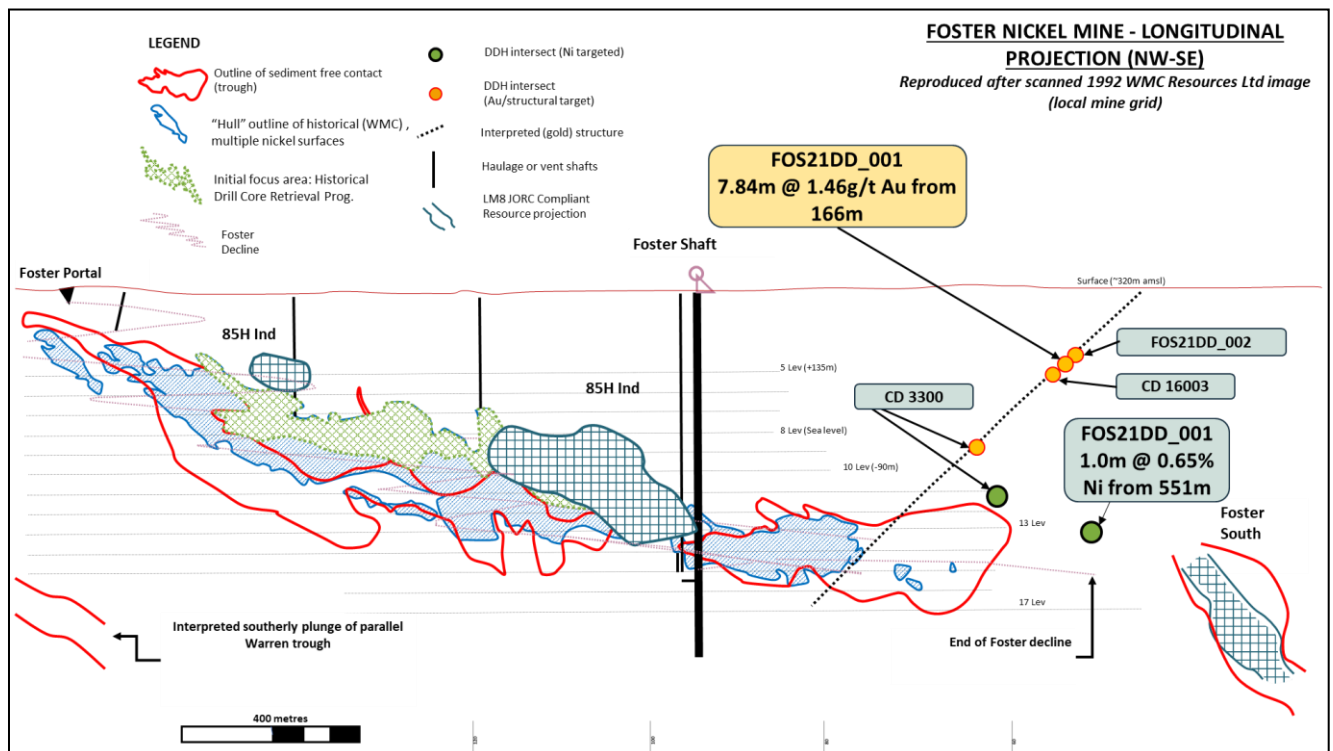 FOSTER NICKEL MINE - LONGITUDINAL
PROJECTION (NW-SE)
Reproduced after scanned 1992 WMC Resources Ltd image
(local mine grid)
LEGEND
Outline of sediment free contact
(trough)
“Hull” outline of historical (WMC) ,
multiple nickel surfaces
Initial focus area: Historical
Drill Core Retrieval Prog.
Foster
Decline
DDH intersect (Ni targeted)
DDH intersect
(Au/structural target)
Interpreted (gold) structure
Haulage or vent shafts
LM8 JORC Compliant
Resource projection
FOS21DD_001
7.84m @ 1.46g/t Au from
166m
Foster Shaft
Foster Portal
Surface (~320m amsl)
85H Ind
FOS21DD_002
5 Lev (+135m)
CD 16003
85H Ind
CD 3300
8 Lev (Sea level)
FOS21DD_001
1.0m @ 0.65%
Ni from 551m
10 Lev (-90m)
13 Lev
Foster
South
17 Lev
Interpreted southerly plunge of parallel
Warren trough
End of Foster decline
400 metres